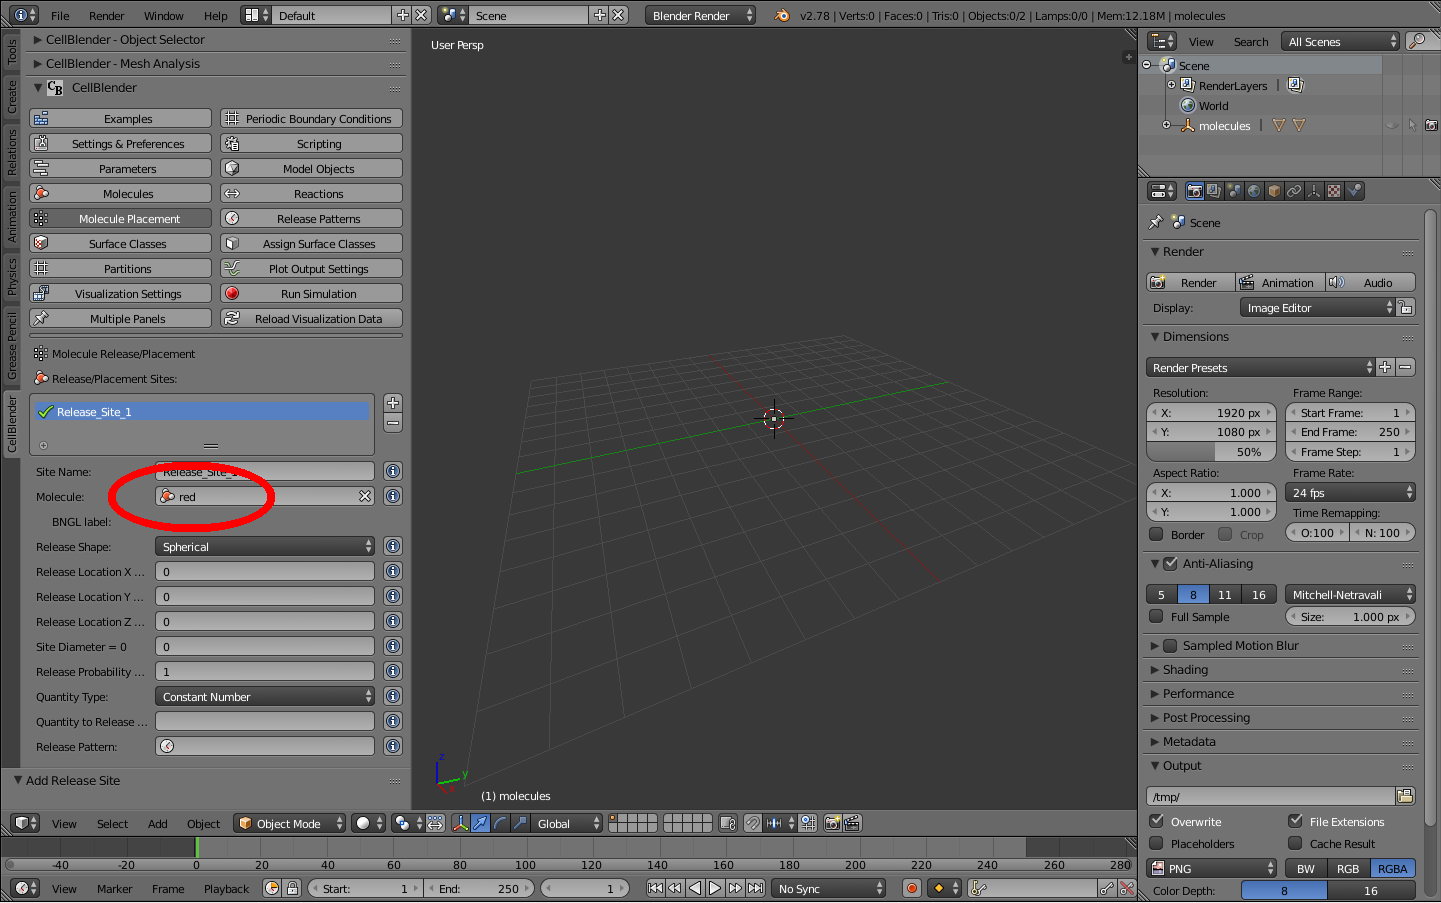 File Render Window Help Default Scene Blender Render v2.78 | Verts:0 | Faces:0 | Tris:0 | Objects:0/2 | Lamps:0/0 | Mem:12.18M | molecules
Tools
Create
Relations
Animation
Physics
Grease Pencil
CellBlender
CellBlender - Object Selector
CellBlender - Mesh Analysis
CellBlender
Examples Periodic Boundary Conditions
Settings & Preferences Scripting
Parameters Model Objects
Molecules Reactions
Molecule Placement Release Patterns
Surface Classes Assign Surface Classes
Partitions Plot Output Settings
Visualization Settings Run Simulation
Multiple Panels Reload Visualization Data
Molecule Release/Placement
Release/Placement Sites:
Release_Site_1
Site Name: Release_Site_1
Molecule: red
BNGL label:
Release Shape: Spherical
Release Location X ... 0
Release Location Y ... 0
Release Location Z ... 0
Site Diameter = 0 0
Release Probability ... 1
Quantity Type: Constant Number
Quantity to Release ...
Release Pattern:
Add Release Site
User Persp
z
y
x
(1) molecules
View Select Add Object Object Mode Global
-40 -20 0 20 40 60 80 100 120 140 160 180 200 220 240 260 280
View Marker Frame Playback Start: 1 End: 250 1 No Sync
View Search All Scenes
Scene
RenderLayers
World
molecules
Scene
Render
Render Animation Audio
Display: Image Editor
Dimensions
Render Presets
Resolution: Frame Range:
X: 1920 px Start Frame: 1
Y: 1080 px End Frame: 250
50% Frame Step: 1
Aspect Ratio: Frame Rate:
X: 1.000 24 fps
Y: 1.000 Time Remapping:
Border Crop O:100 N: 100
Anti-Aliasing
5 8 11 16 Mitchell-Netravali
Full Sample Size: 1.000 px
Sampled Motion Blur
Shading
Performance
Post Processing
Metadata
Output
/tmp/
Overwrite File Extensions
Placeholders Cache Result
PNG BW RGB RGBA
Color Depth: 8 16